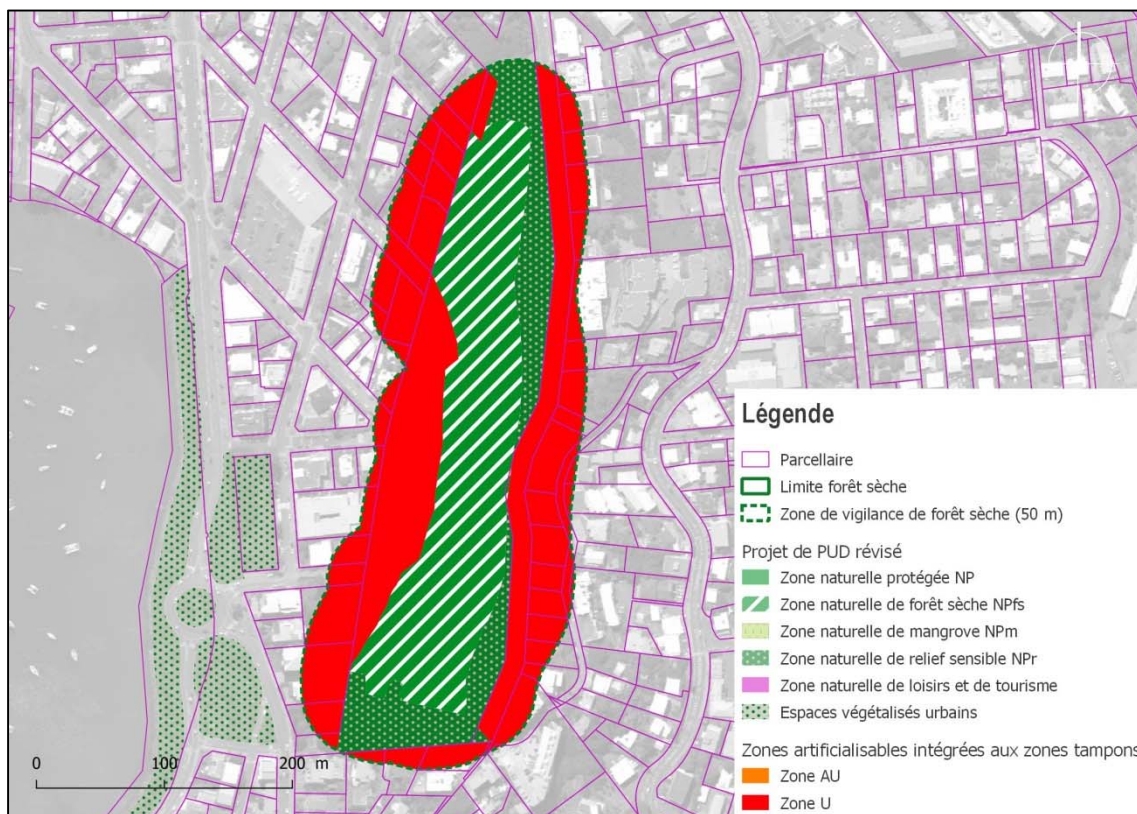 Légende
Parcellaire
Limite forêt sèche
Zone de vigilance de forêt sèche (50 m)
Projet de PUD révisé
Zone naturelle protégée NP
Zone naturelle de forêt sèche NPfs
Zone naturelle de mangrove NPm
Zone naturelle de relief sensible NPr
Zone naturelle de loisirs et de tourisme
Espaces végétalisés urbains
Zones artificialisables intégrées aux zones tampons
Zone AU
Zone U
0 100 200 m